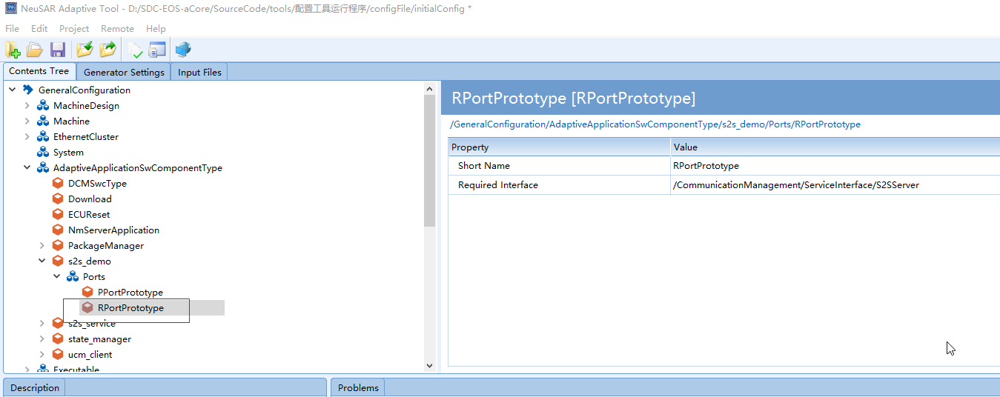 NeuSAR Adaptive Tool - D:/SDC-EOS-aCore/SourceCode/tools/配置工具运行程序/configFile/initialConfig *
File Edit Project Remote Help
Contents Tree Generator Settings Input Files
GeneralConfiguration
MachineDesign
Machine
EthernetCluster
System
AdaptiveApplicationSwComponentType
DCMSwcType
Download
ECUReset
NmServerApplication
PackageManager
s2s_demo
Ports
PPortPrototype
RPortPrototype
s2s_service
state_manager
ucm_client
Executable
RPortPrototype [RPortPrototype]
/GeneralConfiguration/AdaptiveApplicationSwComponentType/s2s_demo/Ports/RPortPrototype
Property Value
Short Name RPortPrototype
Required Interface /CommunicationManagement/ServiceInterface/S2SServer
Description Problems